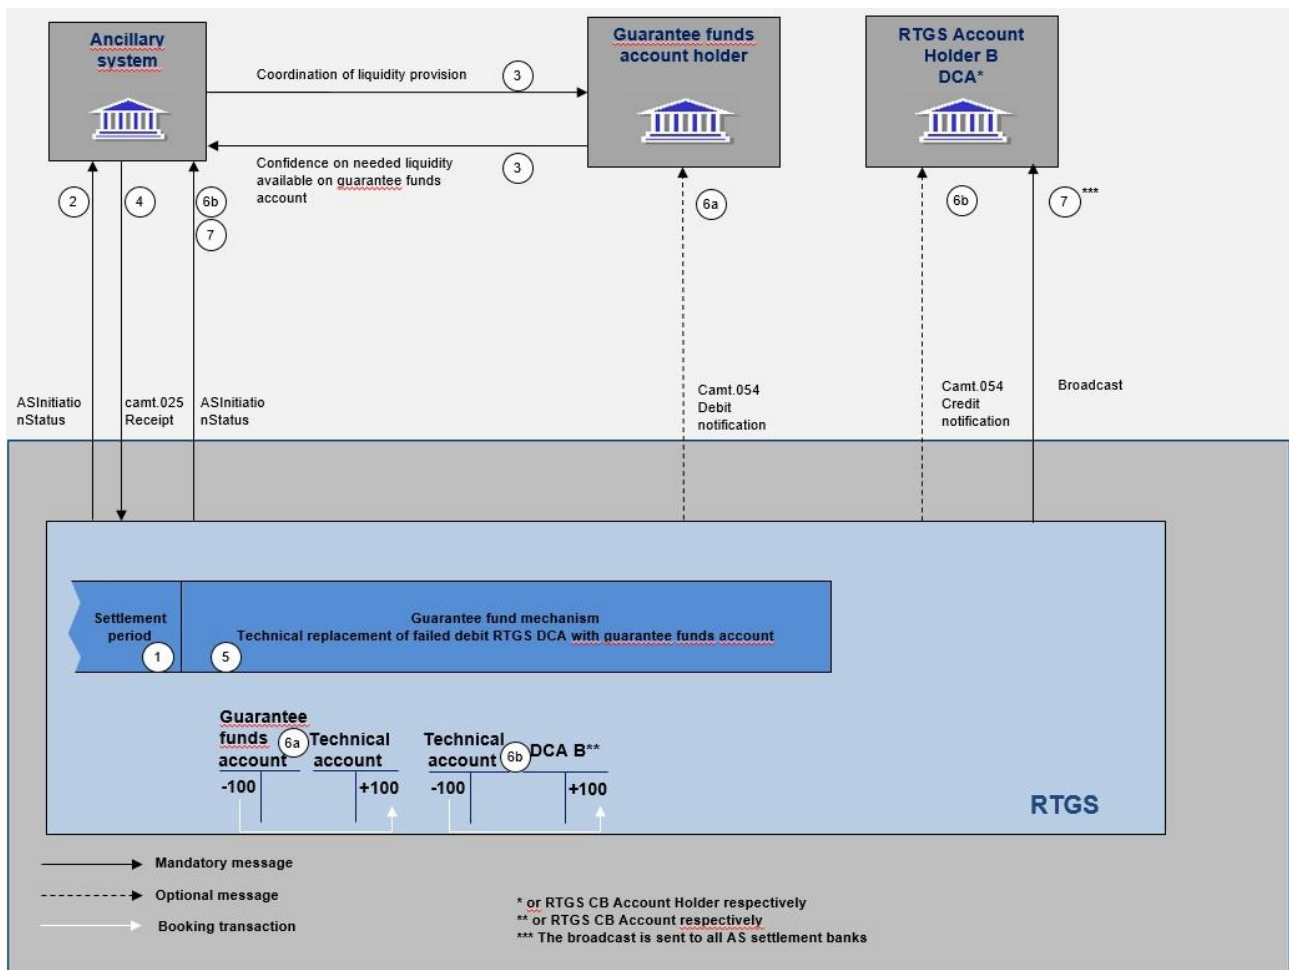 Ancillary
system
Guarantee funds
account holder
RTGS Account
Holder B
DCA*
Coordination of liquidity provision
3
Confidence on needed liquidity
available on guarantee funds
account
3
2
4
6b
7
6a
6b
7
***
ASInitiatio
nStatus
camt.025
Receipt
ASInitiatio
nStatus
Camt.054
Debit
notification
Camt.054
Credit
notification
Broadcast
Settlement
period
1
Guarantee fund mechanism
Technical replacement of failed debit RTGS DCA with guarantee funds account
5
Guarantee
funds
account
6a
Technical
account
Technical
account
6b
DCA B**
-100
+100
-100
+100
RTGS
Mandatory message
Optional message
Booking transaction
* or RTGS CB Account Holder respectively
** or RTGS CB Account respectively
*** The broadcast is sent to all AS settlement banks